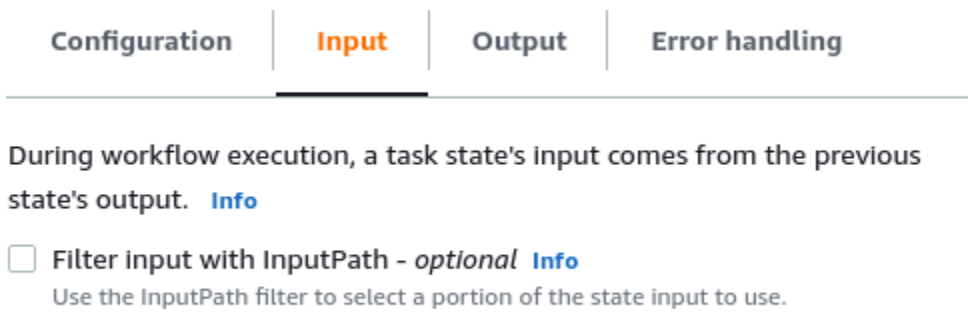 Configuration Input Output Error handling
During workflow execution, a task state's input comes from the previous
state's output. Info
Filter input with InputPath - optional Info
Use the InputPath filter to select a portion of the state input to use.